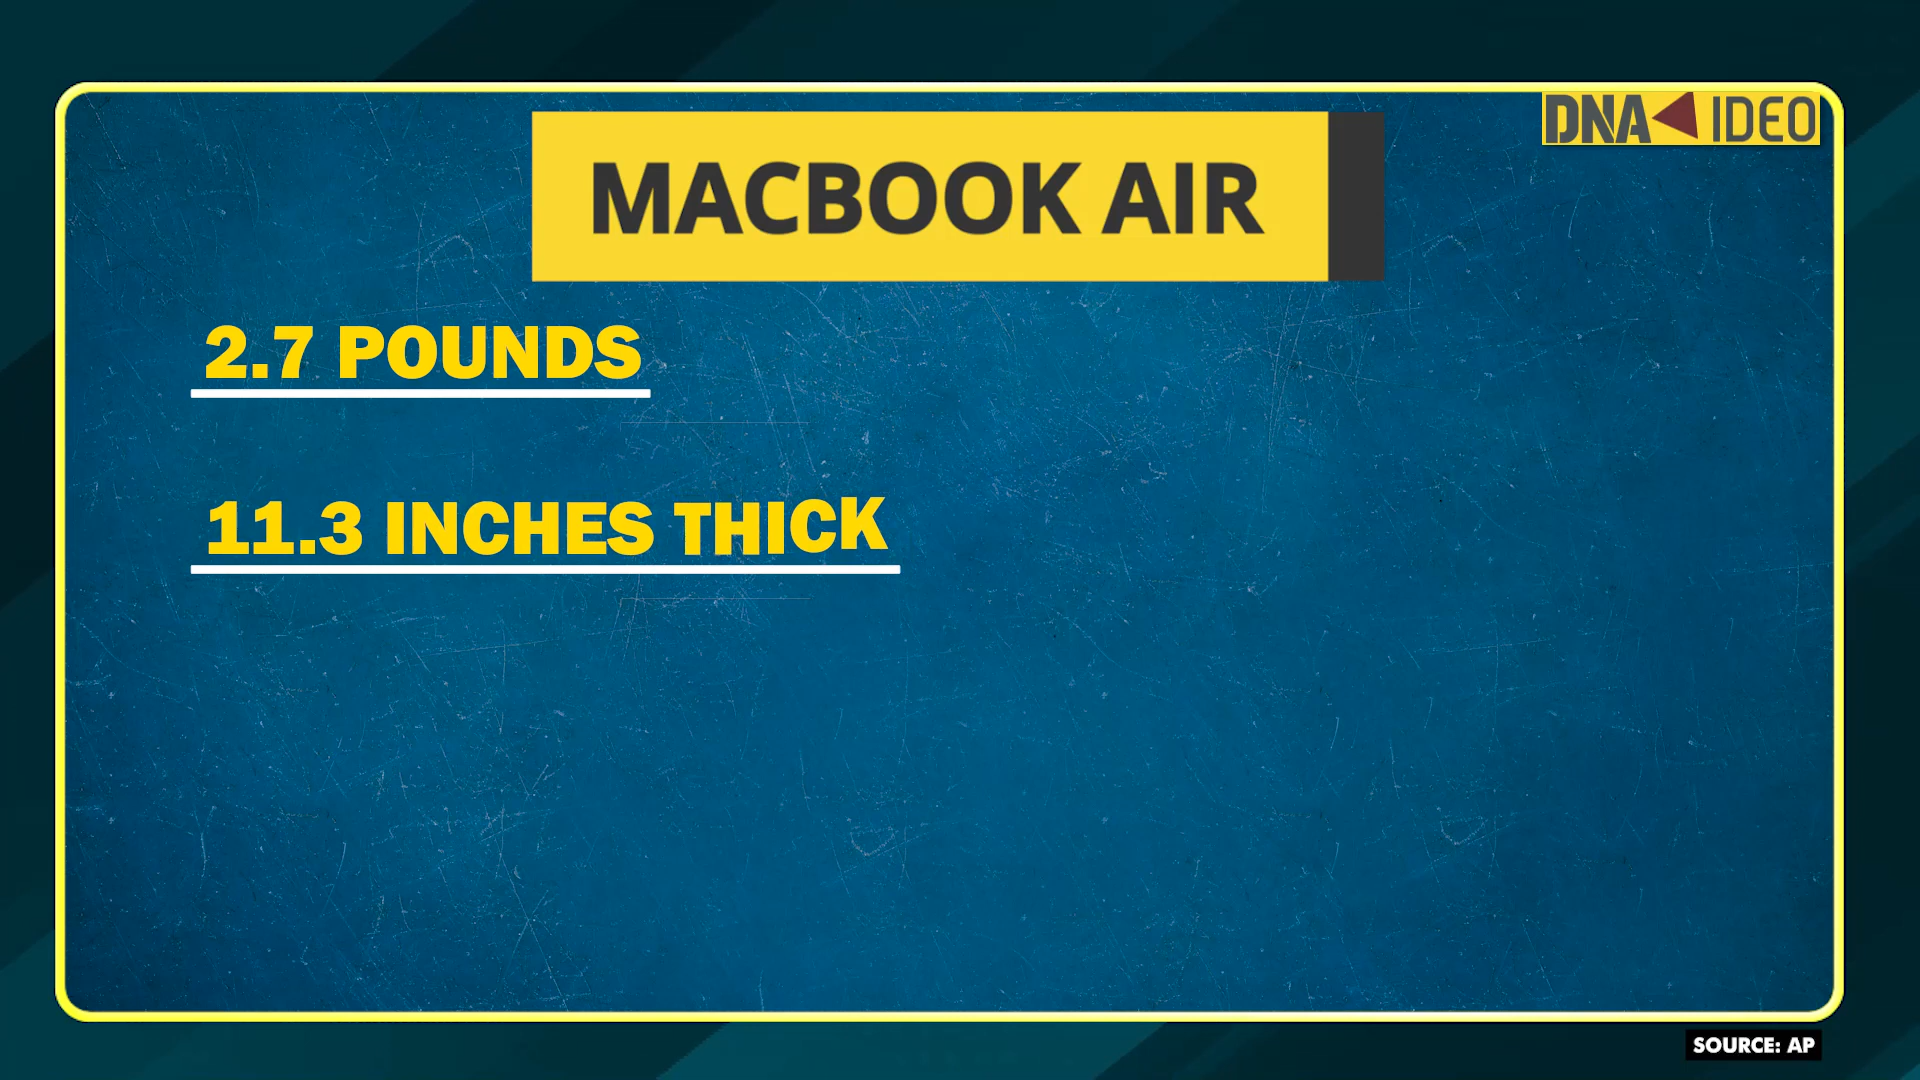 DNA IDEO
MACBOOK AIR
2.7 POUNDS
11.3 INCHES THICK
SOURCE: AP